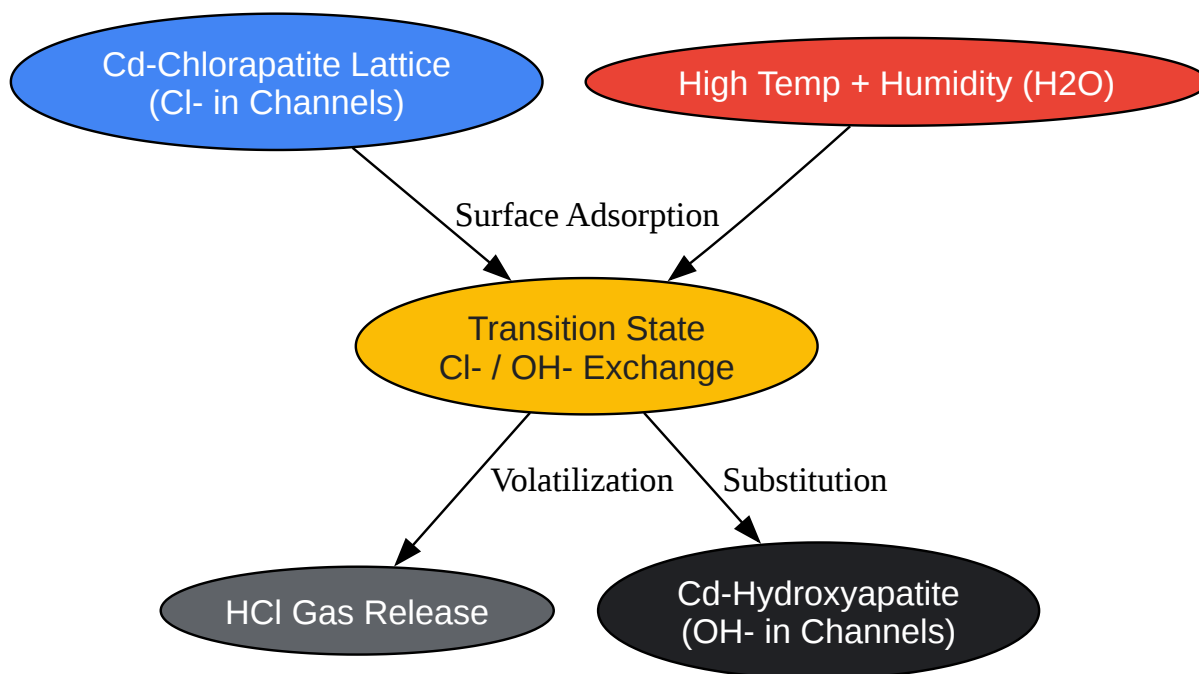 Cd-Chlorapatite Lattice
(Cl- in Channels)
High Temp + Humidity (H2O)
Surface Adsorption
Transition State
Cl- / OH- Exchange
Volatilization
Substitution
HCl Gas Release
Cd-Hydroxyapatite
(OH- in Channels)